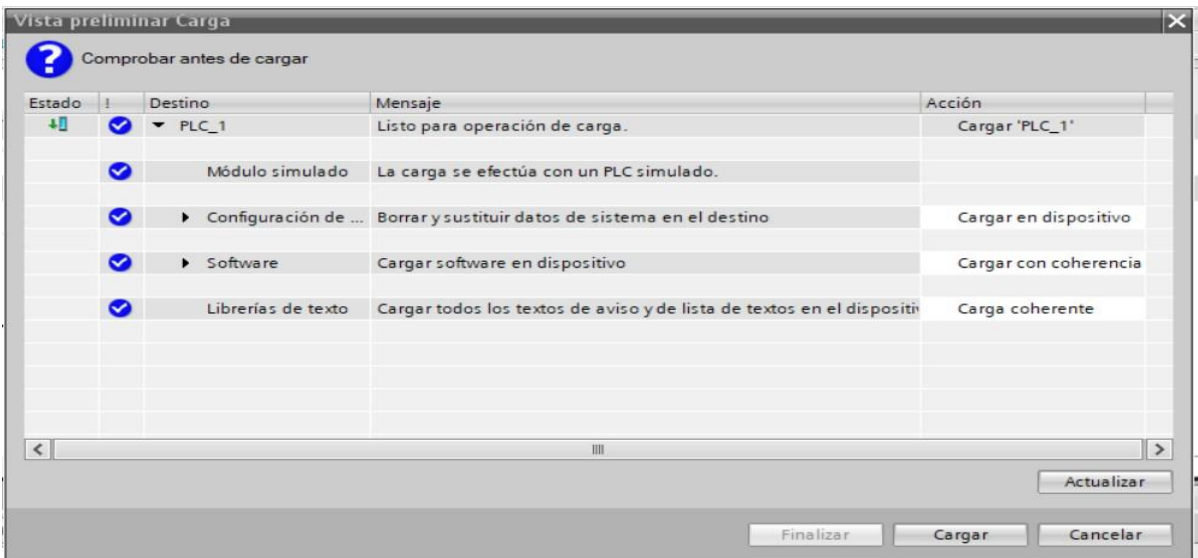 Vista preliminar Carga
Comprobar antes de cargar
Estado ! Destino Mensaje Acción
PLC_1 Listo para operación de carga. Cargar 'PLC_1'
Módulo simulado La carga se efectúa con un PLC simulado.
Configuración de ... Borrar y sustituir datos de sistema en el destino Cargar en dispositivo
Software Cargar software en dispositivo Cargar con coherencia
Librerías de texto Cargar todos los textos de aviso y de lista de textos en el dispositiv Carga coherente
Actualizar
Finalizar Cargar Cancelar